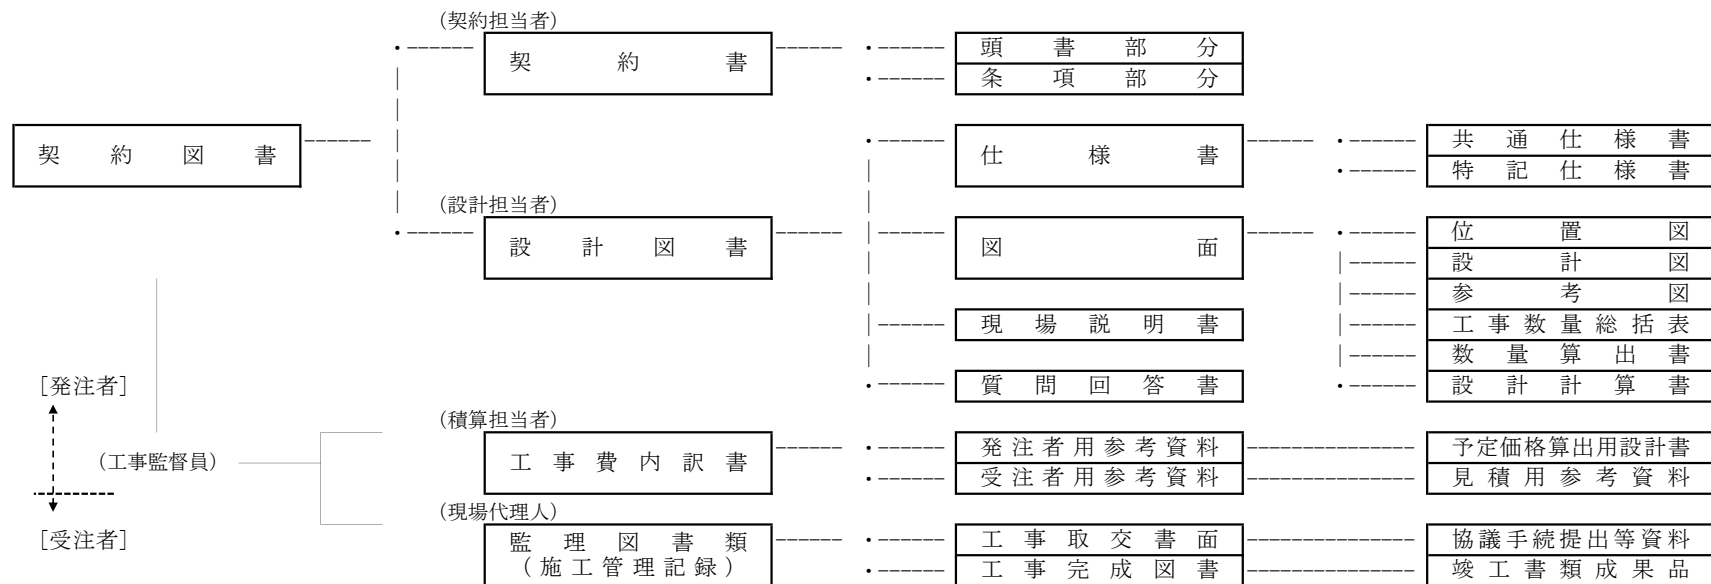 (契約担当者)
契約書
頭書部分
条項部分
契約図書
仕様書
共通仕様書
特記仕様書
(設計担当者)
設計図書
図面
位置図
設計図
参考図
現場説明書
工事数量総括表
数量算出書
質問回答書
設計計算書
[発注者]
(積算担当者)
(工事監督員)
工事費内訳書
発注者用参考資料
予定価格算出用設計書
受注者用参考資料
見積用参考資料
(現場代理人)
[受注者]
監理図書類
(施工管理記録)
工事取交書面
協議手続提出等資料
工事完成図書
竣工書類成果品